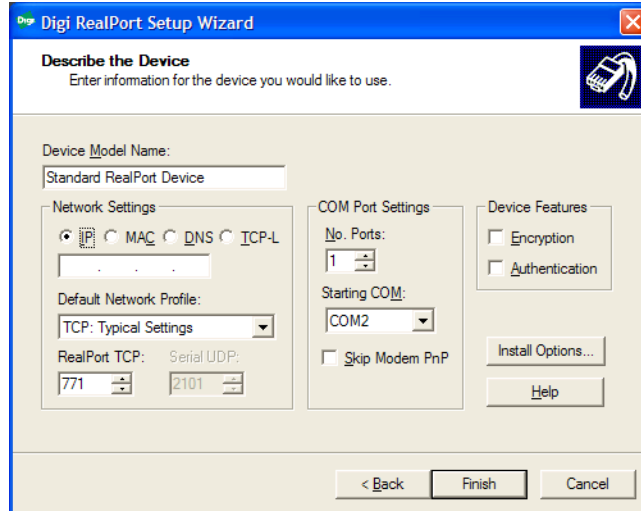 Digi Digi RealPort Setup Wizard
Describe the Device
Enter information for the device you would like to use.
Device Model Name:
Standard RealPort Device
Network Settings
IP MAC DNS TCP-L
. . .
Default Network Profile:
TCP: Typical Settings
RealPort TCP: Serial UDP:
771 2101
COM Port Settings
No. Ports:
1
Starting COM:
COM2
Skip Modem PnP
Device Features
Encryption
Authentication
Install Options...
Help
< Back Finish Cancel